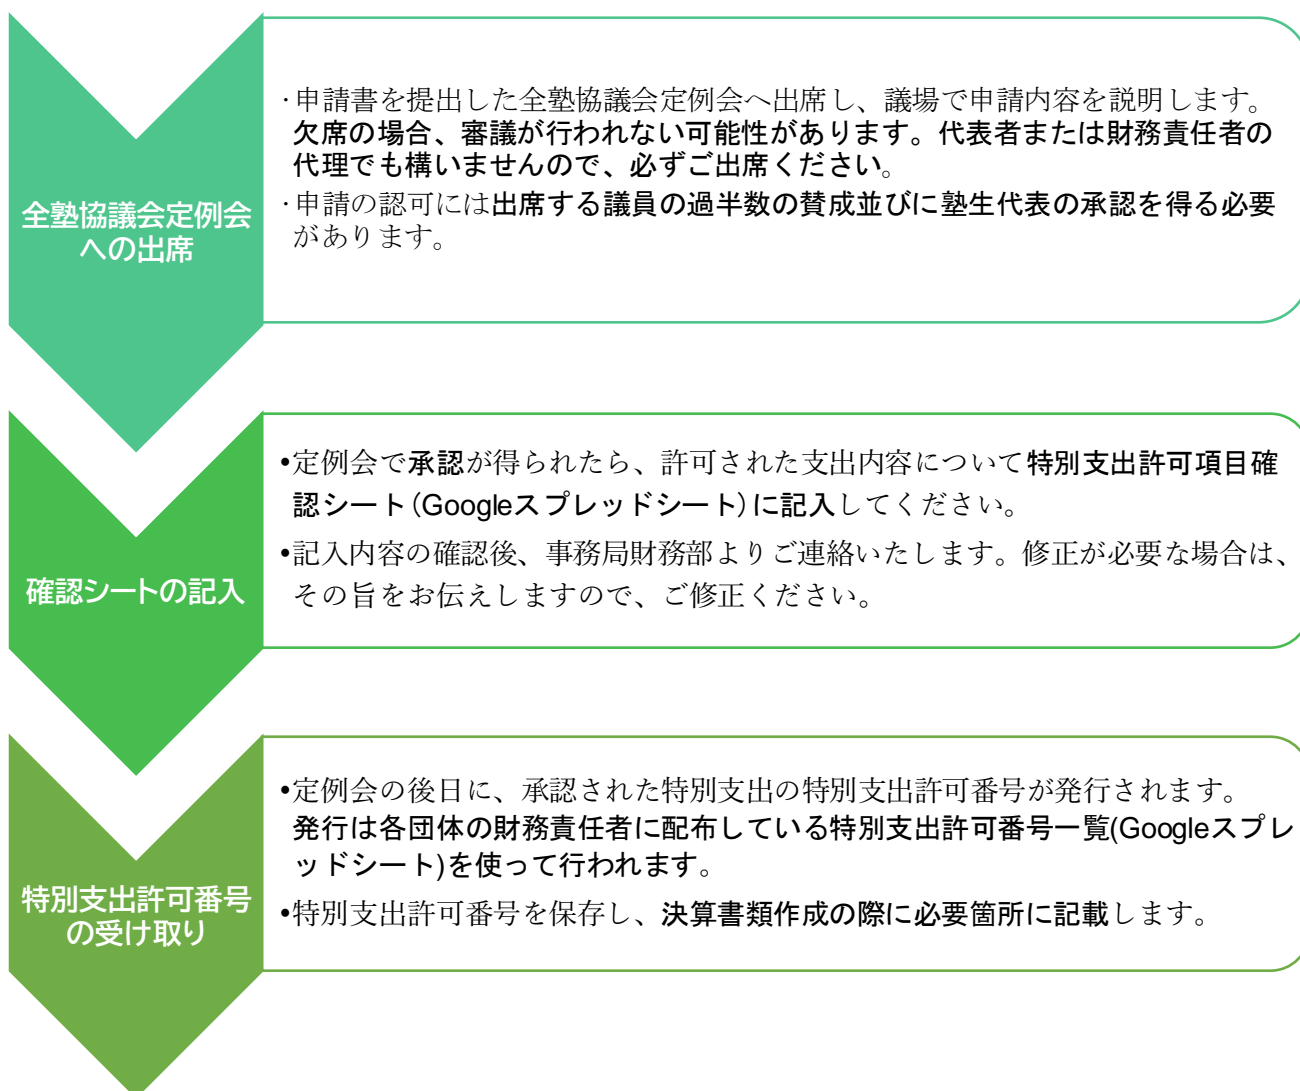 全塾協議会定例会
への出席
·申請書を提出した全塾協議会定例会へ出席し、議場で申請内容を説明します。
欠席の場合、審議が行われない可能性があります。代表者または財務責任者の
代理でも構いませんので、必ずご出席ください。
·申請の認可には出席する議員の過半数の賛成並びに塾生代表の承認を得る必要
があります。
確認シートの記入
•定例会で承認が得られたら、許可された支出内容について特別支出許可項目確
認シート(Googleスプレッドシート)に記入してください。
•記入内容の確認後、事務局財務部よりご連絡いたします。修正が必要な場合は、
その旨をお伝えしますので、ご修正ください。
特別支出許可番号
の受け取り
•定例会の後日に、承認された特別支出の特別支出許可番号が発行されます。
発行は各団体の財務責任者に配布している特別支出許可番号一覧(Googleスプレ
ッドシート)を使って行われます。
•特別支出許可番号を保存し、決算書類作成の際に必要箇所に記載します。